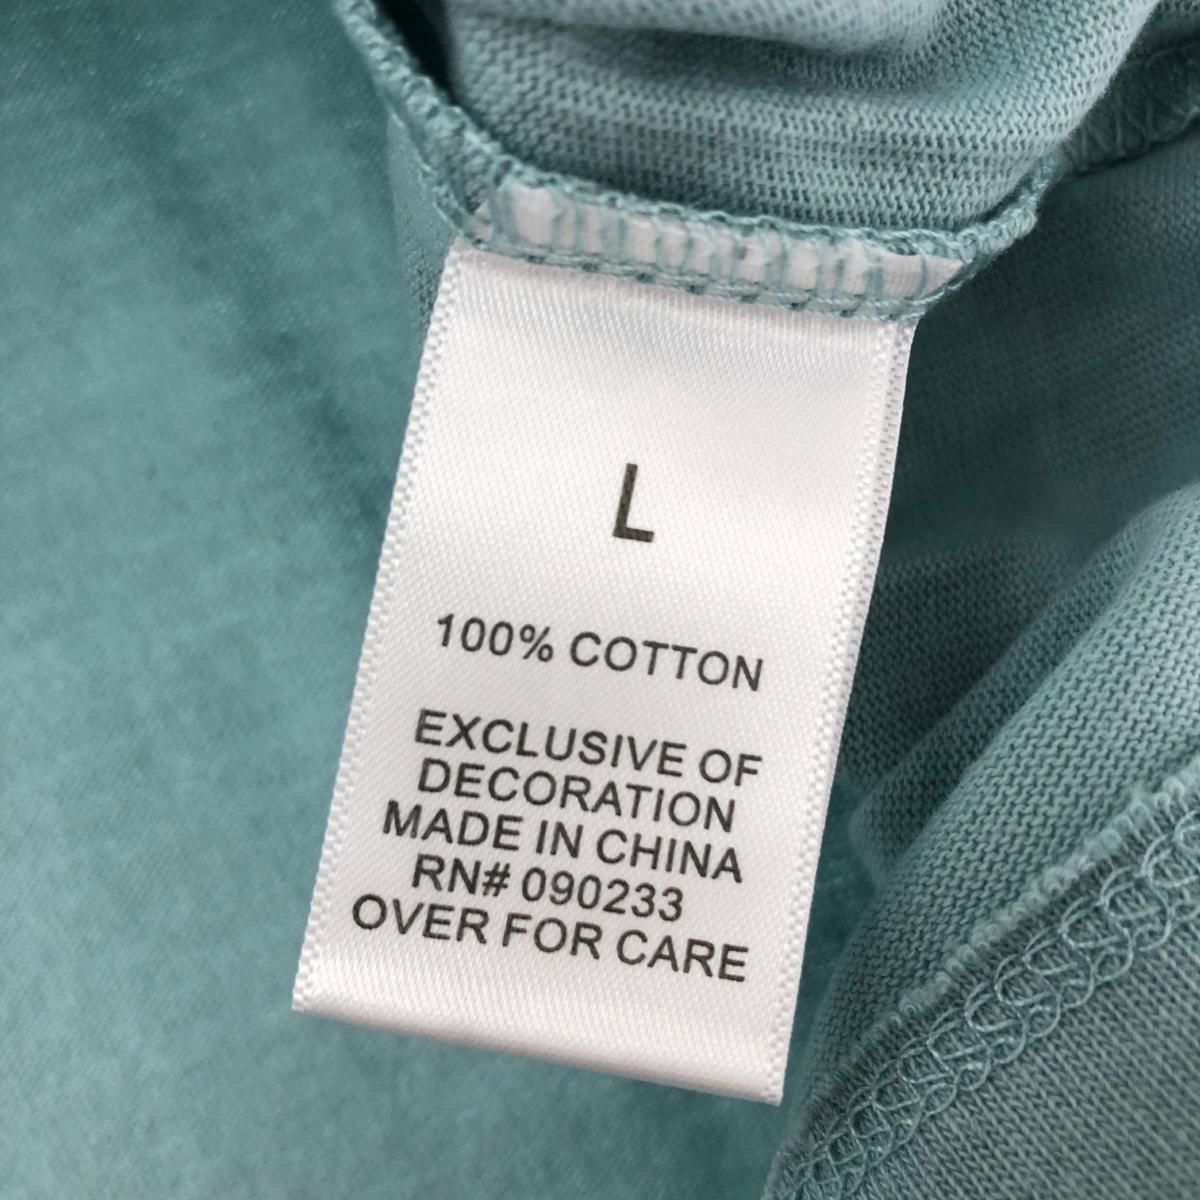 L
100% COTTON
EXCLUSIVE OF
DECORATION
MADE IN CHINA
RN# 090233
OVER FOR CARE